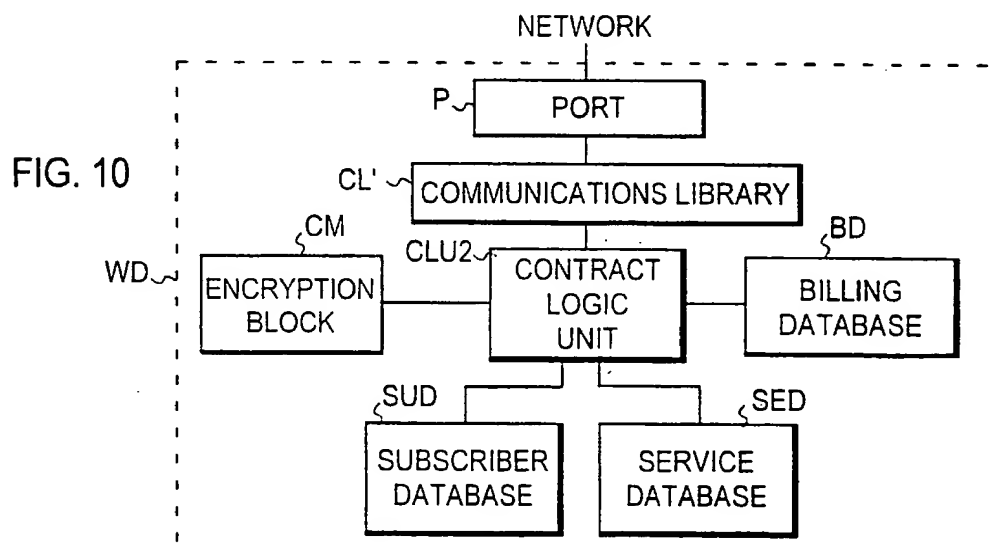 NETWORK
P
PORT
FIG. 10
CL'
COMMUNICATIONS LIBRARY
CM
CLU2
BD
WD
ENCRYPTION
BLOCK
CONTRACT
LOGIC
UNIT
BILLING
DATABASE
SUD
SED
SUBSCRIBER
DATABASE
SERVICE
DATABASE